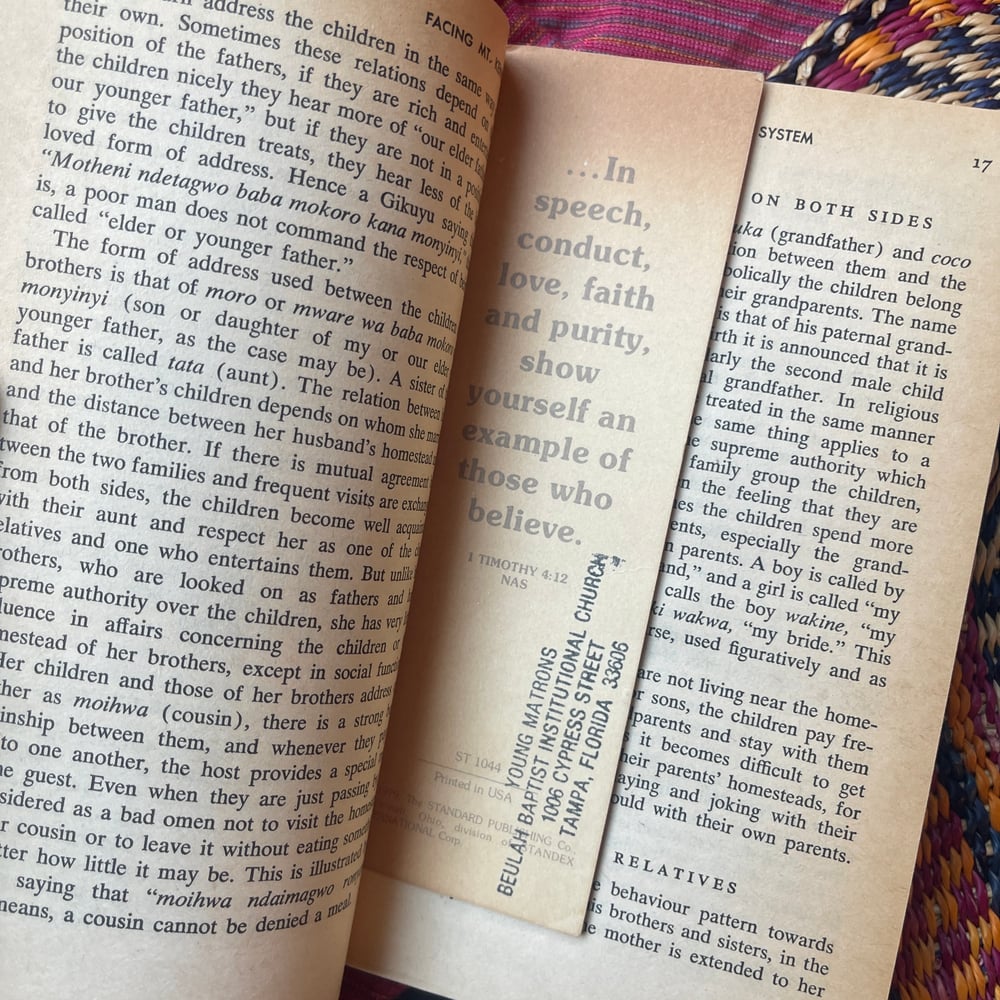 FACING MT.
address the children in the same
their own. Sometimes these relations depend on
position of the fathers, if they are rich and
the children nicely they hear more of “our elder
our younger father,” but if they are not in a
to give the children treats, they hear less of the
loved form of address. Hence a Gikuyu saying
“Motheni ndetagwo baba mokoro kana monyinyi,”
is, a poor man does not command the respect of
called “elder or younger father.”
The form of address used between the children
brothers is that of moro or mware wa baba
monyinyi (son or daughter of my or our elder
younger father, as the case may be). A sister of
father is called tata (aunt). The relation between
and her brother’s children depends on whom she
and the distance between her husband’s homestead
that of the brother. If there is mutual agreement
tween the two families and frequent visits are
from both sides, the children become well
with their aunt and respect her as one of the
elatives and one who entertains them. But unlike
rothers, who are looked on as fathers and
preme authority over the children, she has very
luence in affairs concerning the children or
mestead of her brothers, except in social
Her children and those of her brothers address
ther as moihwa (cousin), there is a strong
inship between them, and whenever they
to one another, the host provides a special
he guest. Even when they are just passing
sidered as a bad omen not to visit the
r cousin or to leave it without eating
tter how little it may be. This is illustrated
saying that “moihwa ndaimagwo
means, a cousin cannot be denied a meal.
...In
speech,
conduct,
love, faith
and purity,
show
yourself an
example of
those who
believe.
1 TIMOTHY 4:12
NAS
YOUNG MATRONS
BEULAH BAPTIST INSTITUTIONAL CHURCH
1006 CYPRESS STREET
TAMPA, FLORIDA 33606
ST 1044
Printed in USA
The STANDARD PUBLISHING Co.,
Ohio, division of STANDEX
INTERNATIONAL Corp.
SYSTEM
17
ON BOTH SIDES
uka (grandfather) and coco
ion between them and the
bolically the children belong
eir grandparents. The name
is that of his paternal grand-
rth it is announced that it is
arly the second male child
al grandfather. In religious
treated in the same manner
same thing applies to a
e supreme authority which
family group the children,
n the feeling that they are
es the children spend more
ents, especially the grand-
n parents. A boy is called by
and,” and a girl is called “my
calls the boy wakine, “my
ki wakwa, “my bride.” This
rse, used figuratively and as
are not living near the home-
r sons, the children pay fre-
parents and stay with them
s it becomes difficult to get
heir parents’ homesteads, for
aying and joking with their
ould with their own parents.
RELATIVES
e behaviour pattern towards
is brothers and sisters, in the
e mother is extended to her